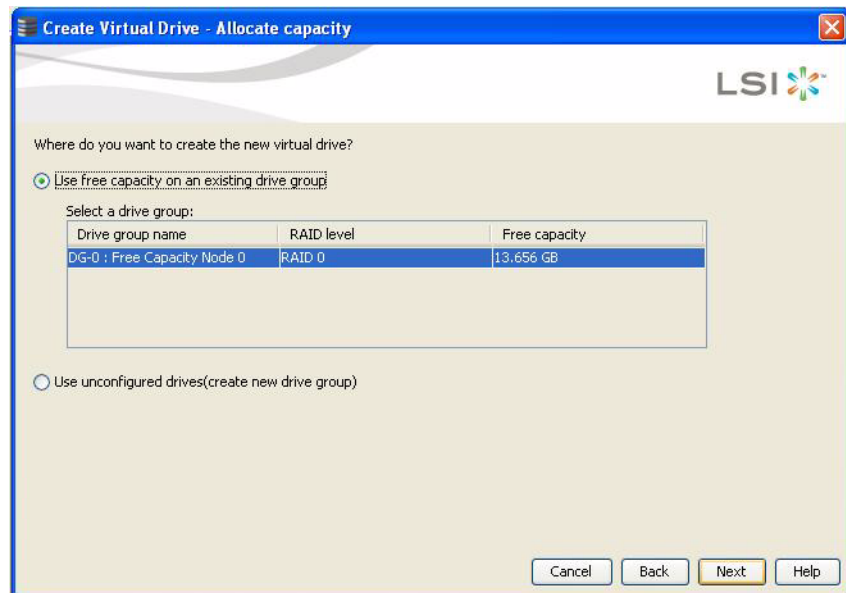 Create Virtual Drive - Allocate capacity
LSI
Where do you want to create the new virtual drive?
Use free capacity on an existing drive group
Select a drive group:
Drive group name RAID level Free capacity
DG-0 : Free Capacity Node 0 RAID 0 13.656 GB
Use unconfigured drives(create new drive group)
Cancel Back Next Help